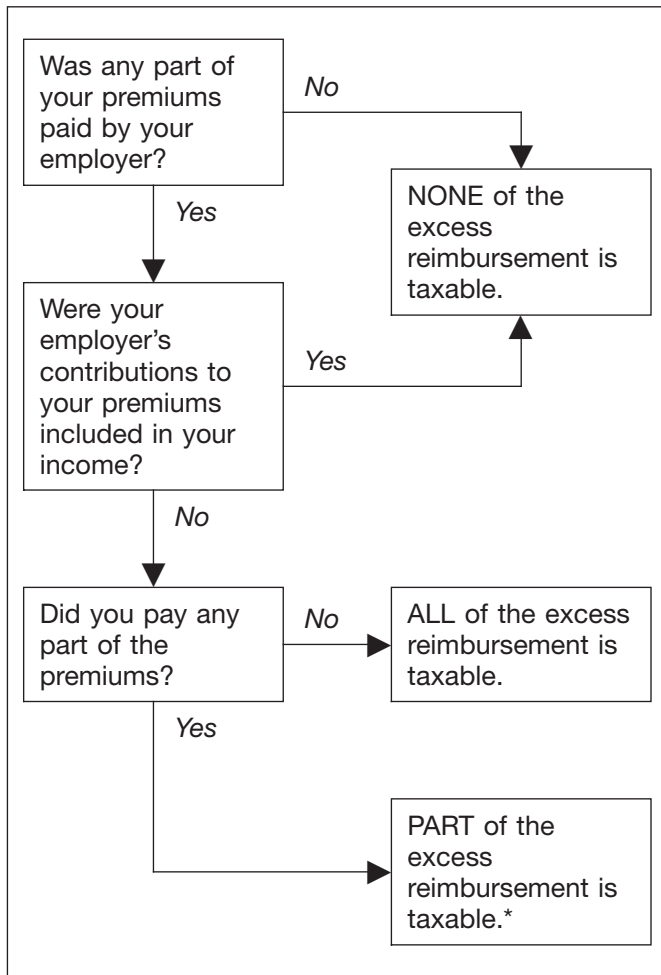 Was any part of
your premiums
paid by your
employer?
No
Yes
NONE of the
excess
reimbursement is
taxable.
Were your
employer’s
contributions to
your premiums
included in your
income?
Yes
No
Did you pay any
part of the
premiums?
No
ALL of the excess
reimbursement is
taxable.
Yes
PART of the
excess
reimbursement is
taxable.*